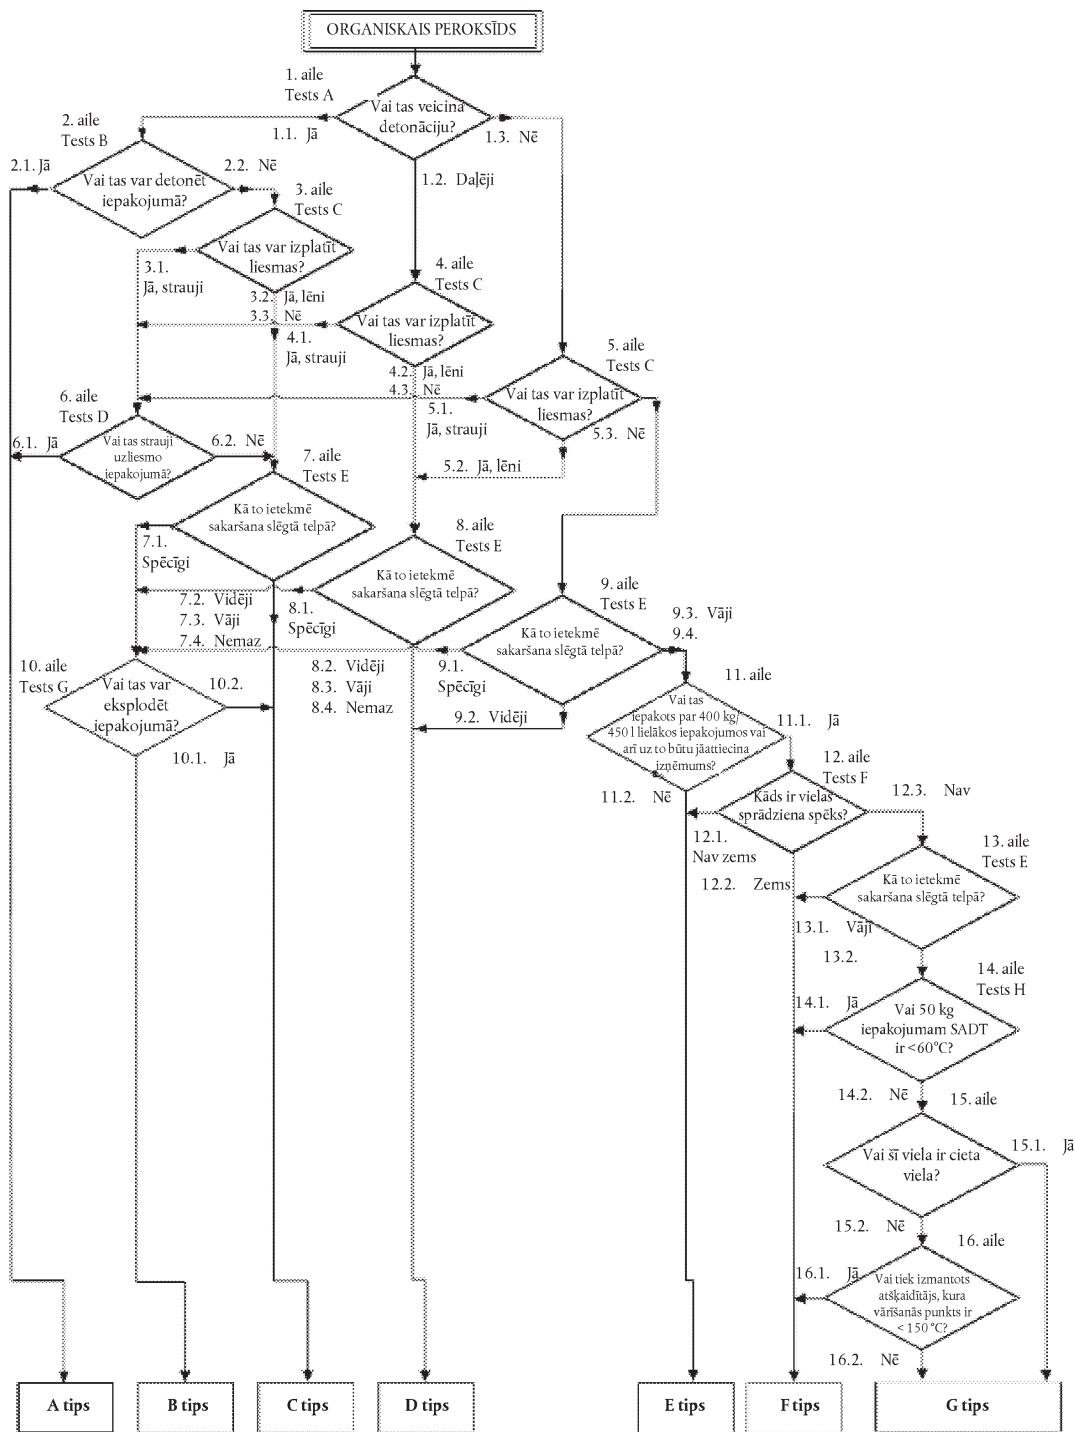 ORGANISKAIS PEROKSĪDS
1. aile
Tests A
Vai tas veicina
detonāciju?
1.1. Jā
1.3. Nē
1.2. Daļēji
2. aile
Tests B
2.1. Jā
2.2. Nē
Vai tas var detonēt
iepakojumā?
3. aile
Tests C
Vai tas var izplatīt
liesmas?
3.1.
Jā, strauji
3.2. Jā, lēni
3.3. Nē
4. aile
Tests C
Vai tas var izplatīt
liesmas?
4.1.
Jā, strauji
4.2. Jā, lēni
4.3. Nē
5. aile
Tests C
Vai tas var izplatīt
liesmas?
5.1.
Jā, strauji
5.3. Nē
5.2. Jā, lēni
6. aile
Tests D
6.1. Jā
6.2. Nē
Vai tas strauji
uzliesmo
iepakojumā?
7. aile
Tests E
Kā to ietekmē
sakaršana slēgtā telpā?
7.1.
Spēcīgi
7.2. Vidēji
7.3. Vāji
7.4. Nemaz
8. aile
Tests E
Kā to ietekmē
sakaršana slēgtā telpā?
8.1.
Spēcīgi
8.2. Vidēji
8.3. Vāji
8.4. Nemaz
9. aile
Tests E
9.3. Vāji
9.4.
Kā to ietekmē
sakaršana slēgtā telpā?
9.1.
Spēcīgi
9.2. Vidēji
10. aile
Tests G
Vai tas var
eksplodēt
iepakojumā?
10.2.
10.1. Jā
11. aile
Vai tas
iepakots par 400 kg/
450 l lielākos iepakojumos vai
arī uz to būtu jāattiecina
izņēmums?
11.1. Jā
11.2. Nē
12. aile
Tests F
Kāds ir vielas
sprādziena spēks?
12.3. Nav
12.1.
Nav zems
12.2. Zems
13. aile
Tests E
Kā to ietekmē
sakaršana slēgtā telpā?
13.1. Vāji
13.2.
14. aile
Tests H
14.1. Jā
Vai 50 kg
iepakojumam SADT
ir <60°C?
14.2. Nē
15. aile
15.1. Jā
Vai šī viela ir cieta
viela?
15.2. Nē
16. aile
16.1. Jā
Vai tiek izmantots
atšķaidītājs, kura
vārīšanās punkts ir
< 150 °C?
16.2. Nē
A tips
B tips
C tips
D tips
E tips
F tips
G tips